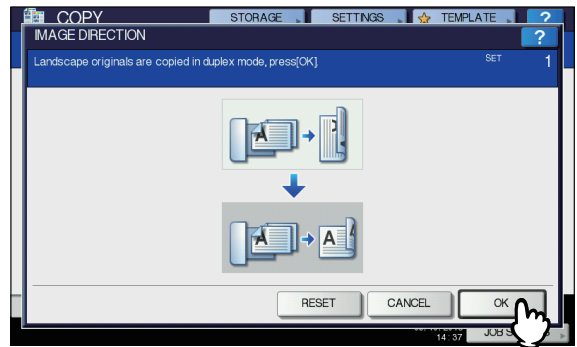 COPY STORAGE SETTINGS TEMPLATE ?
IMAGE DIRECTION ?
Landscape originals are copied in duplex mode, press[OK]. SET 1
A
A A
RESET CANCEL OK
14:37 JOB